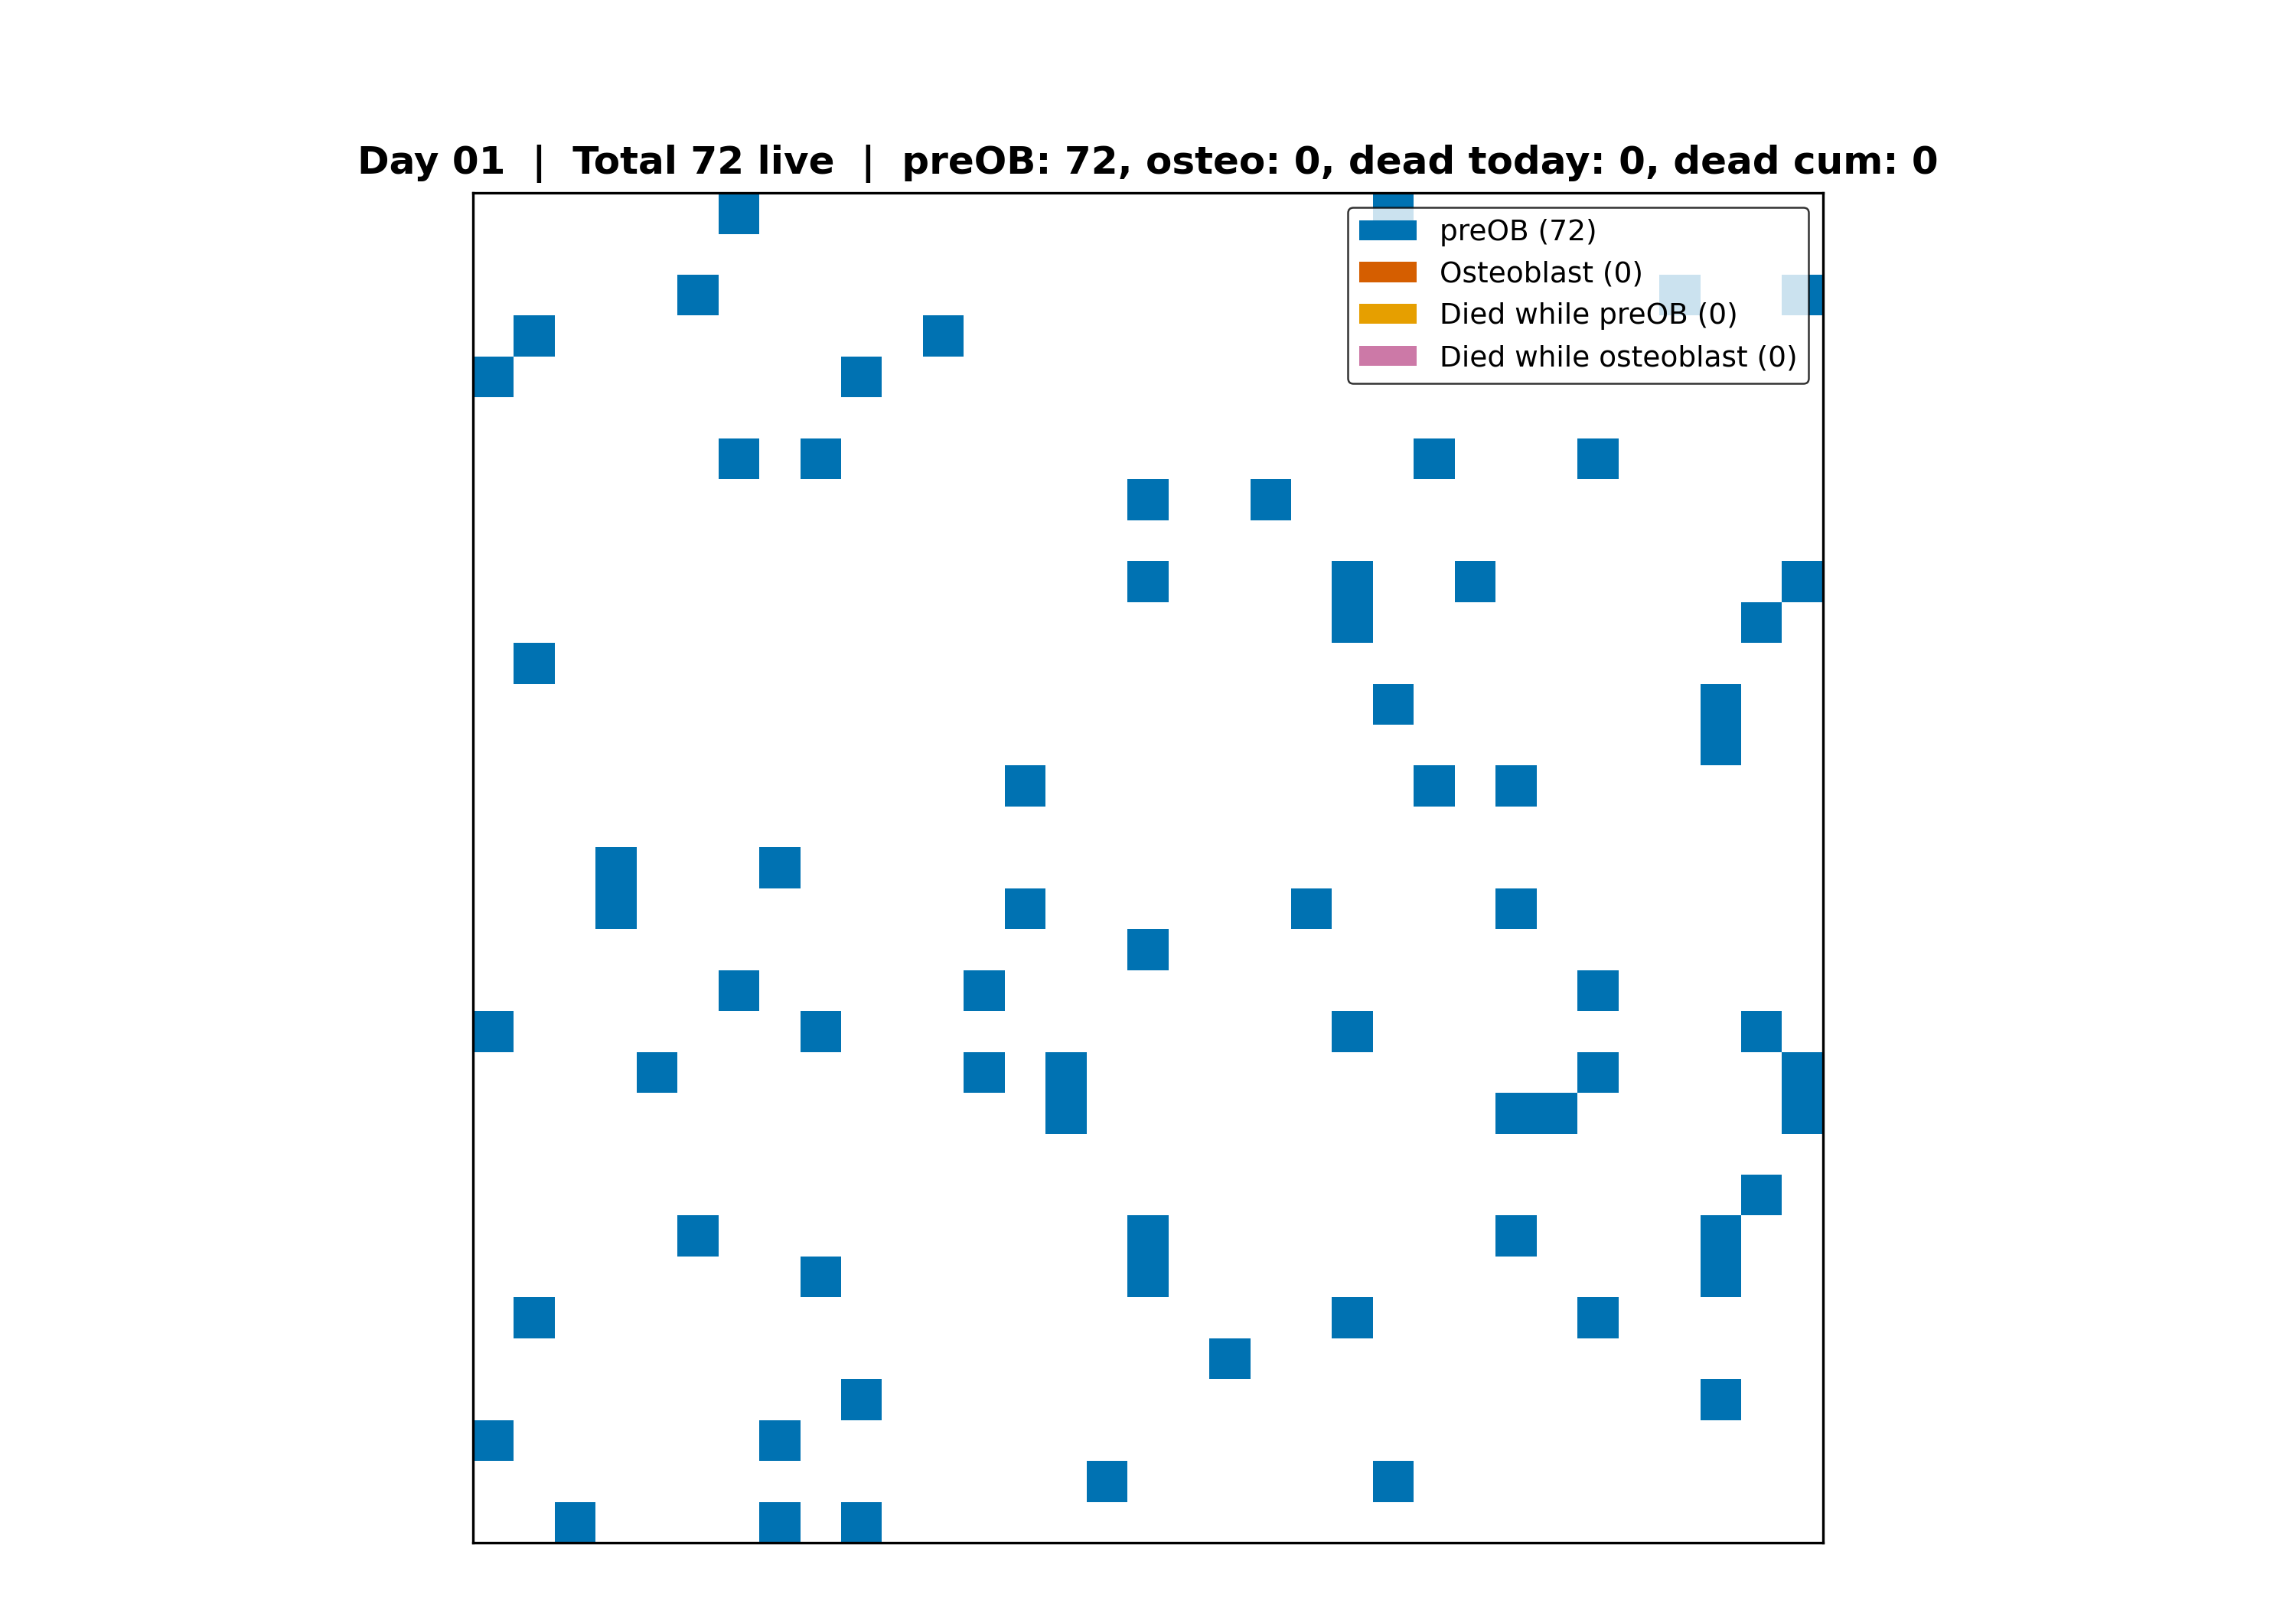 Day 01 | Total 72 live | preOB: 72, osteo: 0, dead today: 0, dead cum: 0
preOB (72)
Osteoblast (0)
Died while preOB (0)
Died while osteoblast (0)